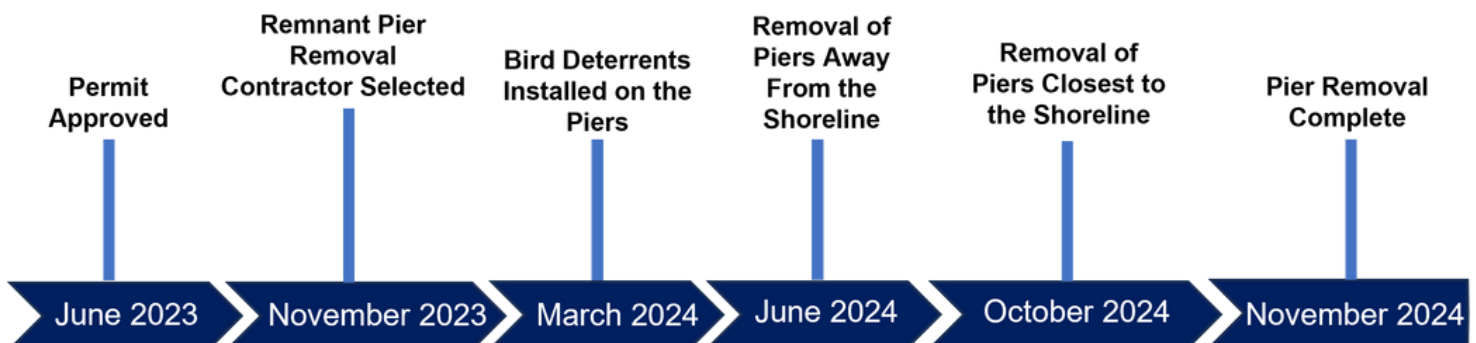 Permit
Approved
Remnant Pier
Removal
Contractor Selected
Bird Deterrents
Installed on the
Piers
Removal of
Piers Away
From the
Shoreline
Removal of
Piers Closest to
the Shoreline
Pier Removal
Complete
June 2023
November 2023
March 2024
June 2024
October 2024
November 2024